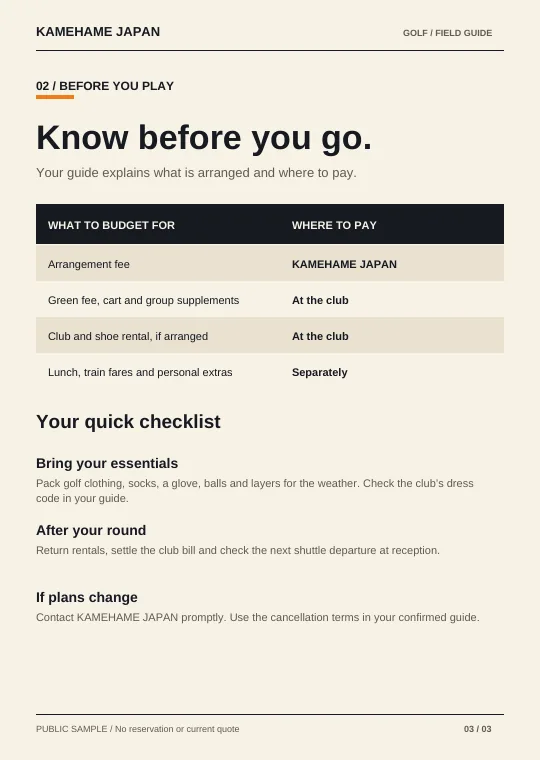 KAMEHAME JAPAN
GOLF / FIELD GUIDE
02 / BEFORE YOU PLAY
Know before you go.
Your guide explains what is arranged and where to pay.
WHAT TO BUDGET FOR
WHERE TO PAY
Arrangement fee
KAMEHAME JAPAN
Green fee, cart and group supplements
At the club
Club and shoe rental, if arranged
At the club
Lunch, train fares and personal extras
Separately
Your quick checklist
Bring your essentials
Pack golf clothing, socks, a glove, balls and layers for the weather. Check the club's dress
code in your guide.
After your round
Return rentals, settle the club bill and check the next shuttle departure at reception.
If plans change
Contact KAMEHAME JAPAN promptly. Use the cancellation terms in your confirmed guide.
PUBLIC SAMPLE / No reservation or current quote
03 / 03